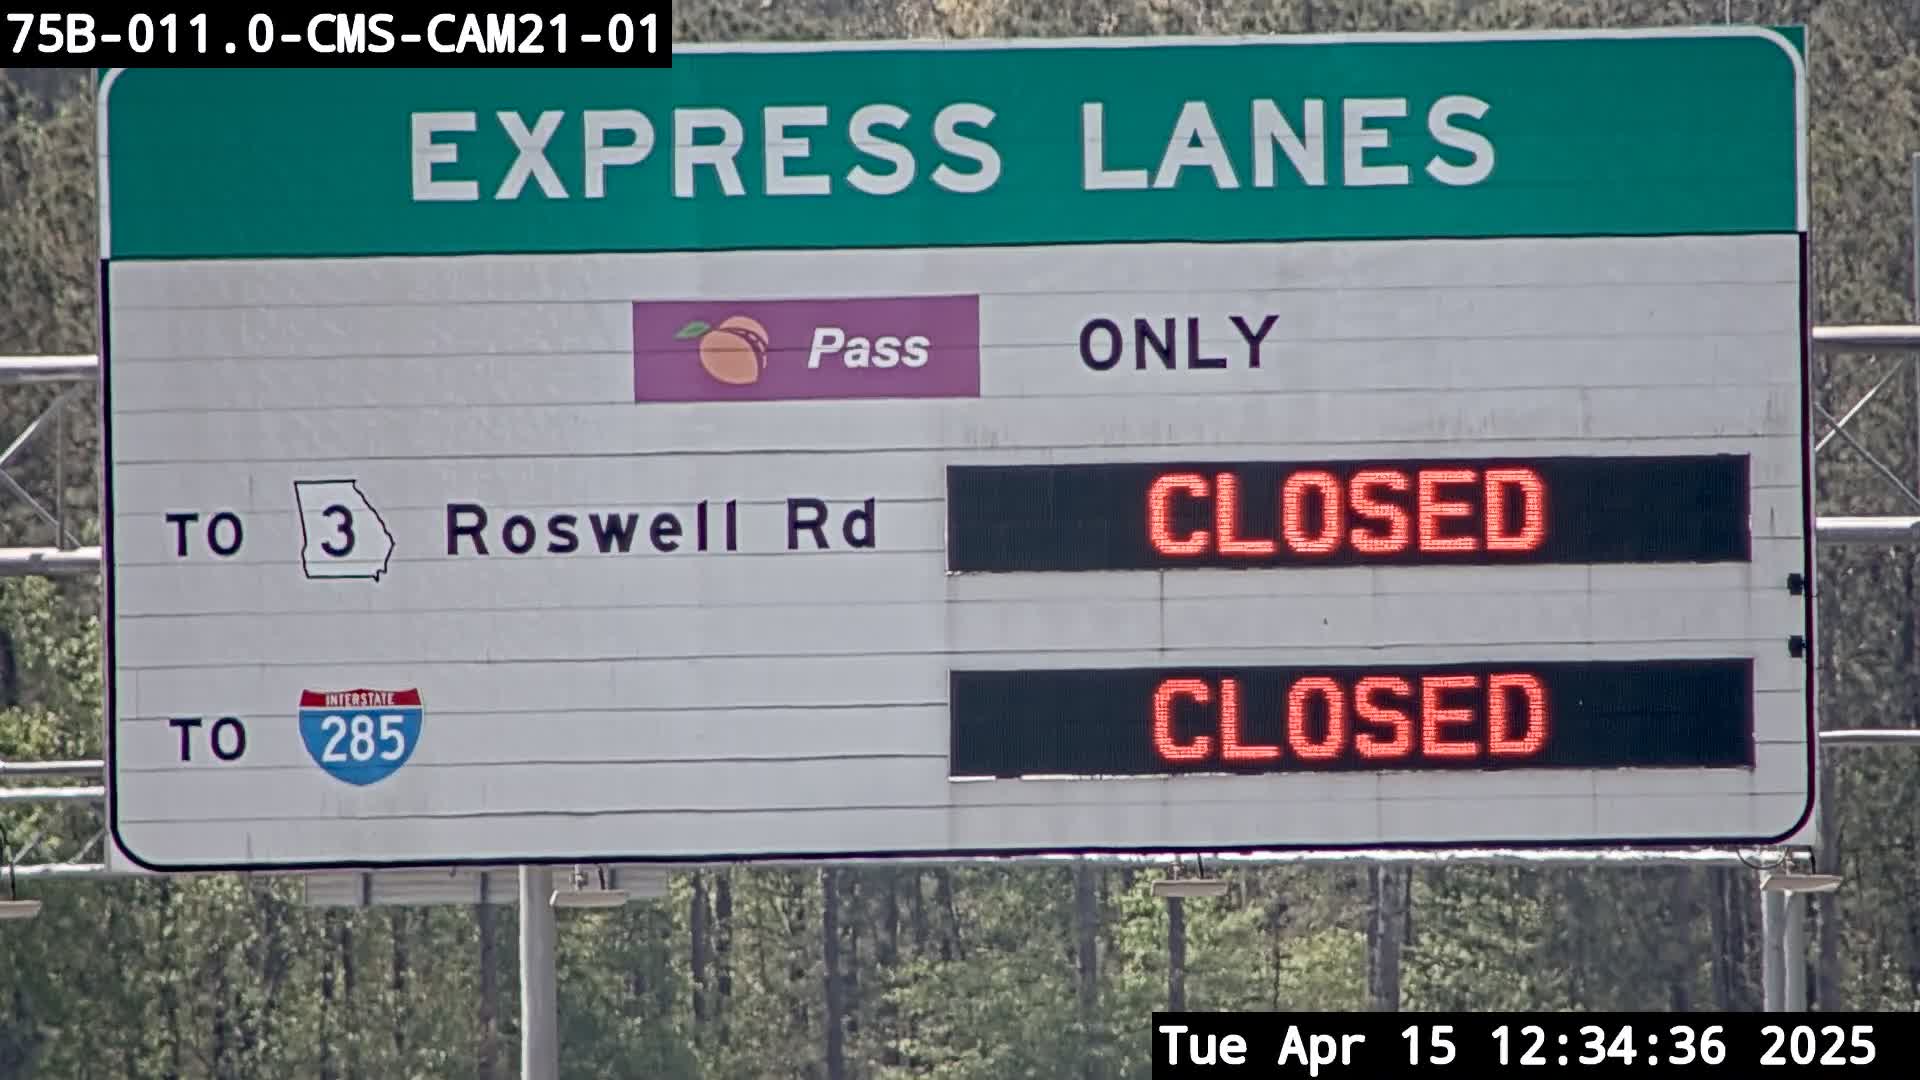 75B-011.0-CMS-CAM21-01
EXPRESS LANES
Pass ONLY
TO 3 Roswell Rd CLOSED
TO INTERSTATE 285 CLOSED
Tue Apr 15 12:34:36 2025